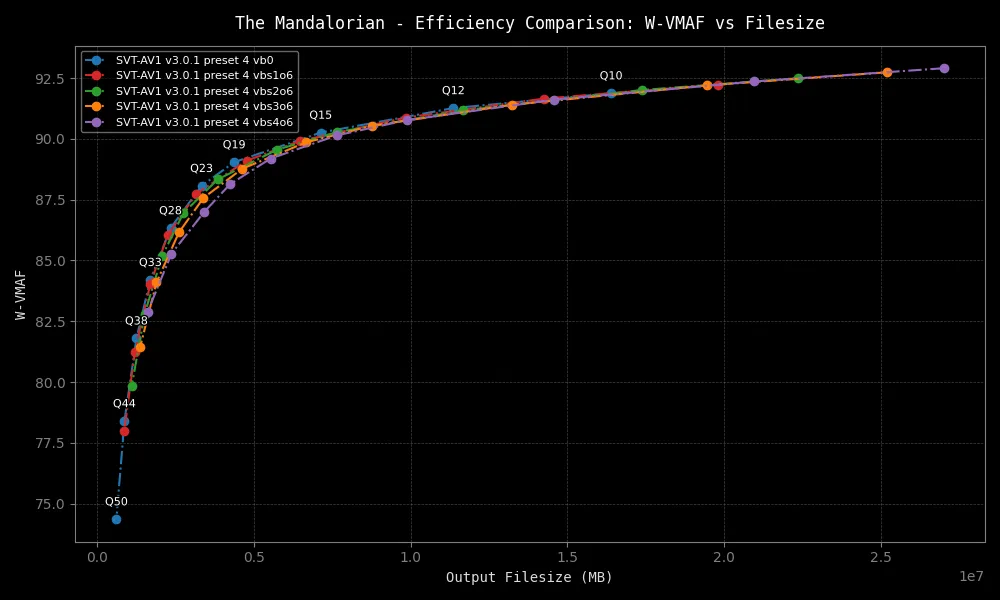 The Mandalorian - Efficiency Comparison: W-VMAF vs Filesize
SVT-AV1 v3.0.1 preset 4 vb0
SVT-AV1 v3.0.1 preset 4 vbs1o6
SVT-AV1 v3.0.1 preset 4 vbs2o6
SVT-AV1 v3.0.1 preset 4 vbs3o6
SVT-AV1 v3.0.1 preset 4 vbs4o6
Q10
Q12
Q15
Q19
Q23
Q28
Q33
Q38
Q44
Q50
92.5
90.0
87.5
85.0
82.5
80.0
77.5
75.0
W-VMAF
0.0
0.5
1.0
1.5
2.0
2.5
1e7
Output Filesize (MB)